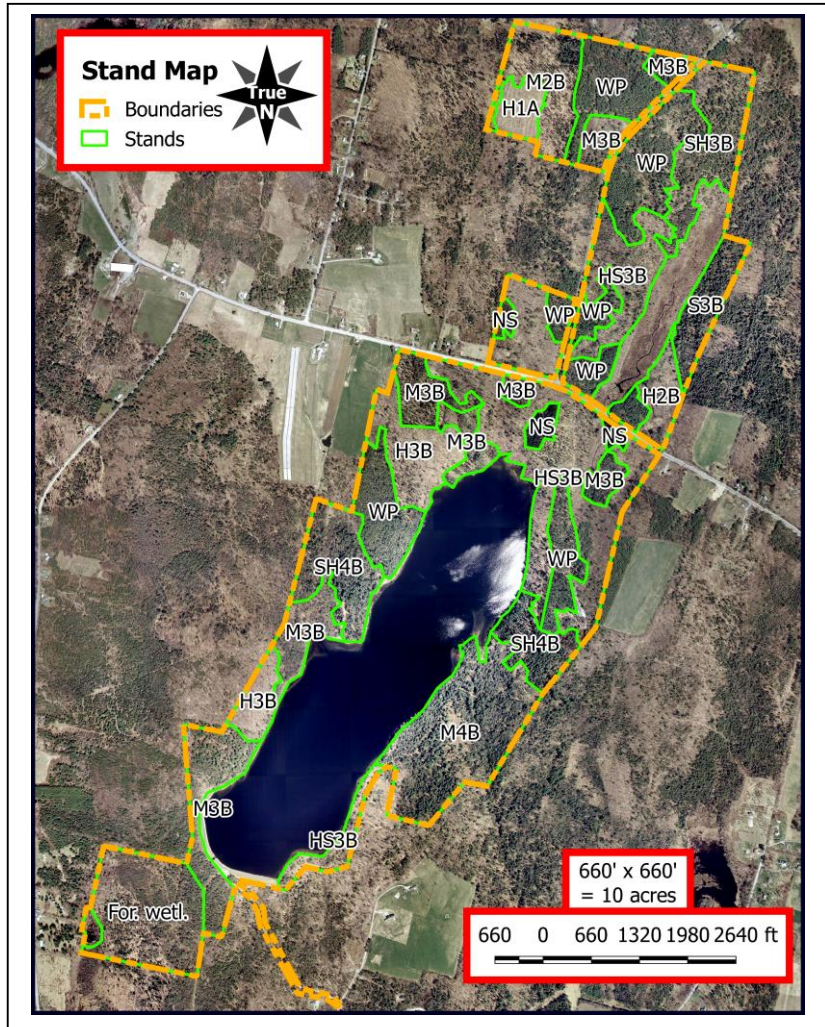 Stand Map
True
N
Boundaries
Stands
M3B
M2B
WP
H1A
M3B
SH3B
WP
HS3B
S3B
NS
WP
WP
WP
M3B
M3B
H2B
NS
NS
H3B
M3B
HS3B
M3B
WP
WP
SH4B
M3B
SH4B
H3B
M4B
M3B
HS3B
For. wetl.
660' x 660'
= 10 acres
660 0 660 1320 1980 2640 ft